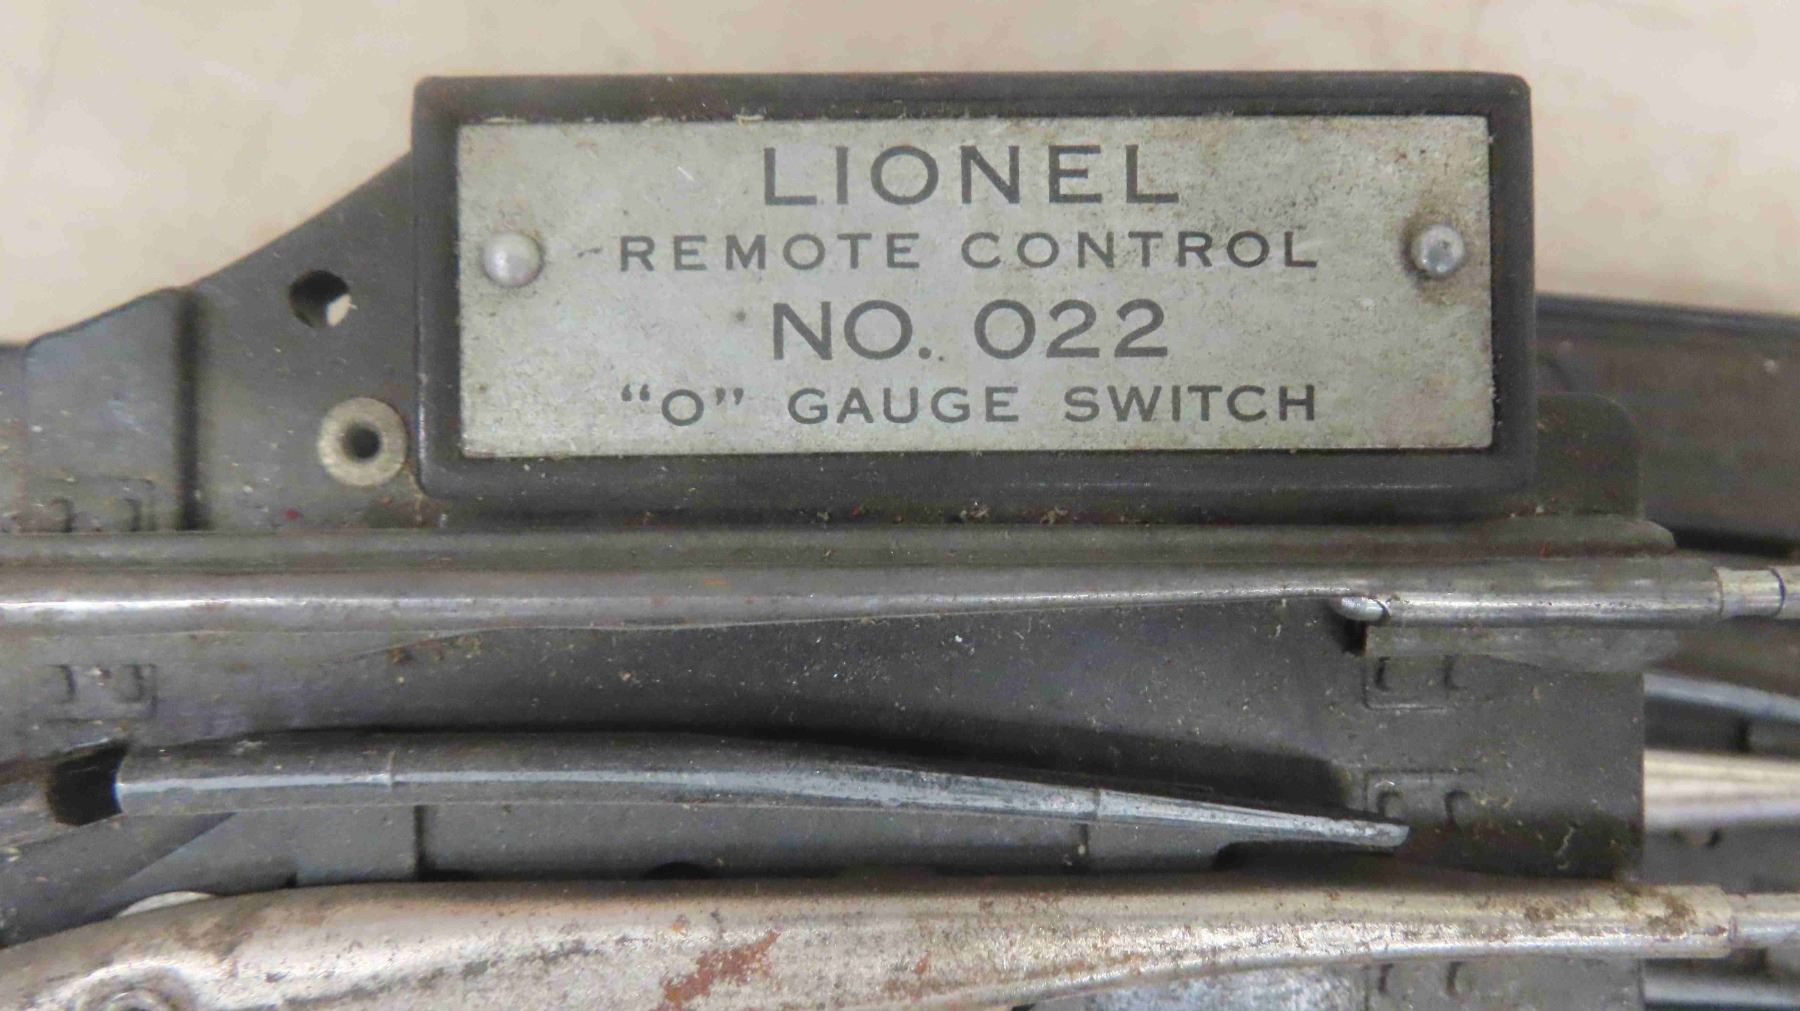 LIONEL
REMOTE CONTROL
NO. 022
“O” GAUGE SWITCH